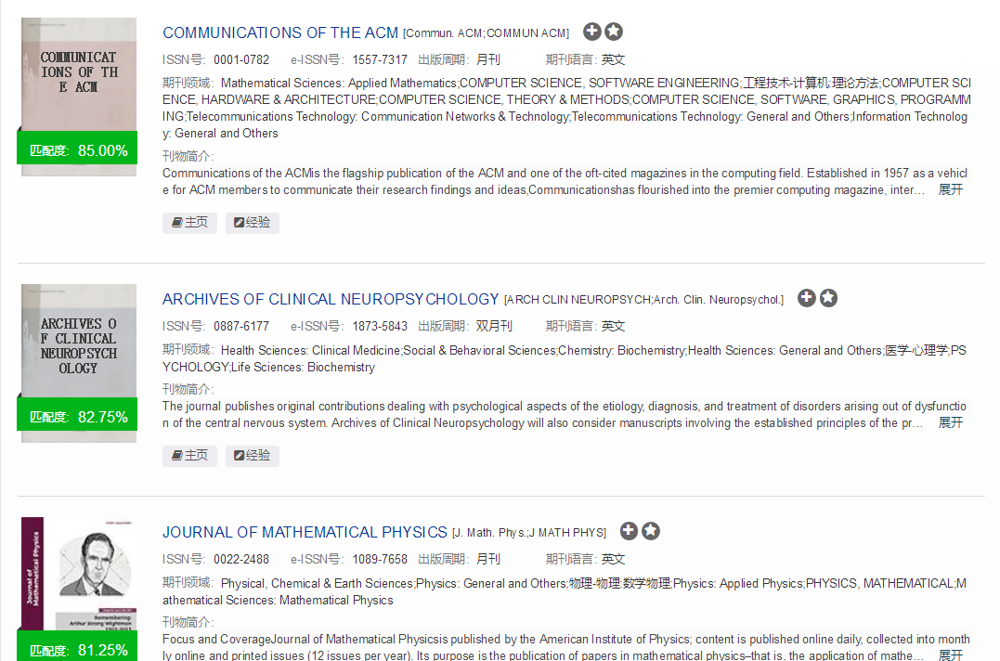 COMMUNICAT
IONS OF TH
E ACM
匹配度: 85.00%
COMMUNICATIONS OF THE ACM [Commun. ACM;COMMUN ACM]
ISSN号: 0001-0782 e-ISSN号: 1557-7317 出版周期: 月刊 期刊语言: 英文
期刊领域: Mathematical Sciences: Applied Mathematics;COMPUTER SCIENCE, SOFTWARE ENGINEERING;工程技术-计算机:理论方法;COMPUTER SCI
ENCE, HARDWARE & ARCHITECTURE;COMPUTER SCIENCE, THEORY & METHODS;COMPUTER SCIENCE, SOFTWARE, GRAPHICS, PROGRAMM
ING;Telecommunications Technology: Communication Networks & Technology;Telecommunications Technology: General and Others;Information Technolog
y: General and Others
刊物简介:
Communications of the ACMis the flagship publication of the ACM and one of the oft-cited magazines in the computing field. Established in 1957 as a vehicl
e for ACM members to communicate their research findings and ideas,Communicationshas flourished into the premier computing magazine, inter... 展开
主页 经验
ARCHIVES O
F CLINICAL
NEUROPSYCH
OLOGY
匹配度: 82.75%
ARCHIVES OF CLINICAL NEUROPSYCHOLOGY [ARCH CLIN NEUROPSYCH;Arch. Clin. Neuropsychol.]
ISSN号: 0887-6177 e-ISSN号: 1873-5843 出版周期: 双月刊 期刊语言: 英文
期刊领域: Health Sciences: Clinical Medicine;Social & Behavioral Sciences;Chemistry: Biochemistry;Health Sciences: General and Others;医学-心理学;PS
YCHOLOGY;Life Sciences: Biochemistry
刊物简介:
The journal publishes original contributions dealing with psychological aspects of the etiology, diagnosis, and treatment of disorders arising out of dysfunctio
n of the central nervous system. Archives of Clinical Neuropsychology will also consider manuscripts involving the established principles of the pr... 展开
主页 经验
Journal of
Mathematical Physics
Remembering
Arthur Strong Wightman
匹配度: 81.25%
JOURNAL OF MATHEMATICAL PHYSICS [J. Math. Phys.;J MATH PHYS]
ISSN号: 0022-2488 e-ISSN号: 1089-7658 出版周期: 月刊 期刊语言: 英文
期刊领域: Physical, Chemical & Earth Sciences;Physics: General and Others;物理-物理:数学物理;Physics: Applied Physics;PHYSICS, MATHEMATICAL;M
athematical Sciences: Mathematical Physics
刊物简介:
Focus and CoverageJournal of Mathematical Physicsis published by the American Institute of Physics; content is published online daily, collected into month
ly online and printed issues (12 issues per year). Its purpose is the publication of papers in mathematical physics–that is, the application of mathe... 展开